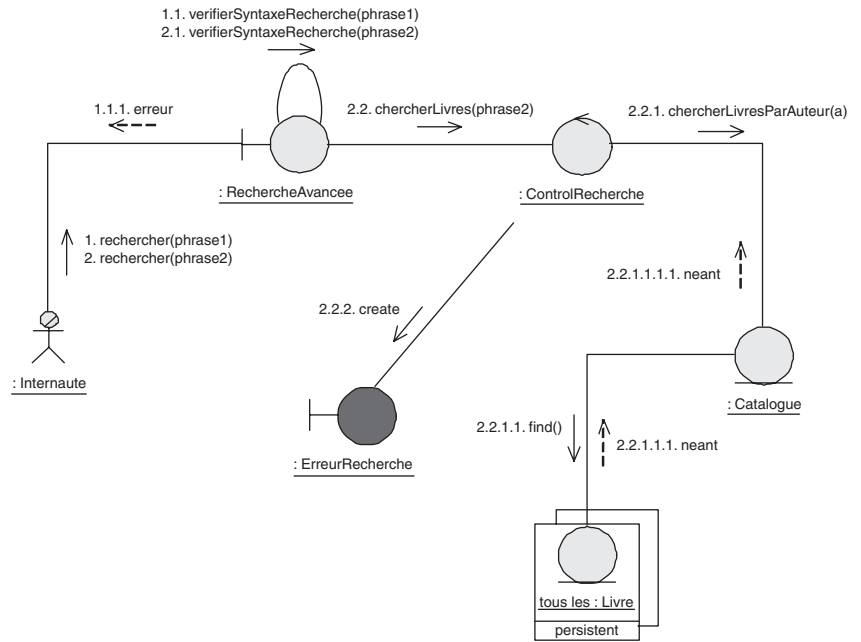 1.1. verifierSyntaxeRecherche(phrase1)
2.1. verifierSyntaxeRecherche(phrase2)
1.1.1. erreur
2.2. chercherLivres(phrase2)
2.2.1. chercherLivresParAuteur(a)
: RechercheAvancee
: ControlRecherche
1. rechercher(phrase1)
2. rechercher(phrase2)
2.2.1.1.1.1. neant
2.2.2. create
: Internaute
: Catalogue
2.2.1.1. find()
2.2.1.1.1. neant
: ErreurRecherche
tous les : Livre
persistent